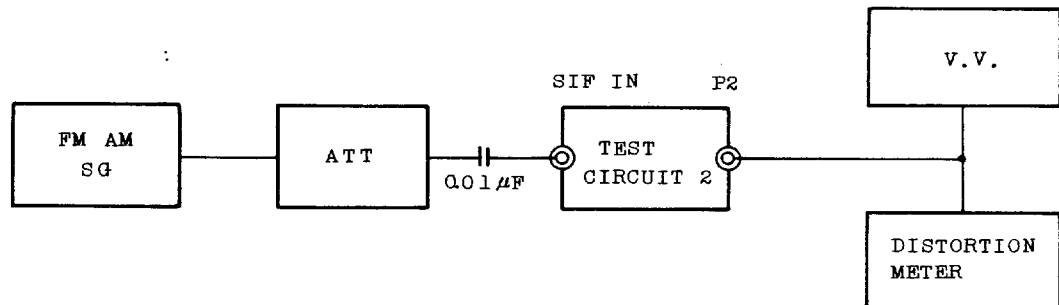 V.V.
SIF IN
P2
FM AM
SG
ATT
0.01μF
TEST
CIRCUIT 2
DISTORTION
METER